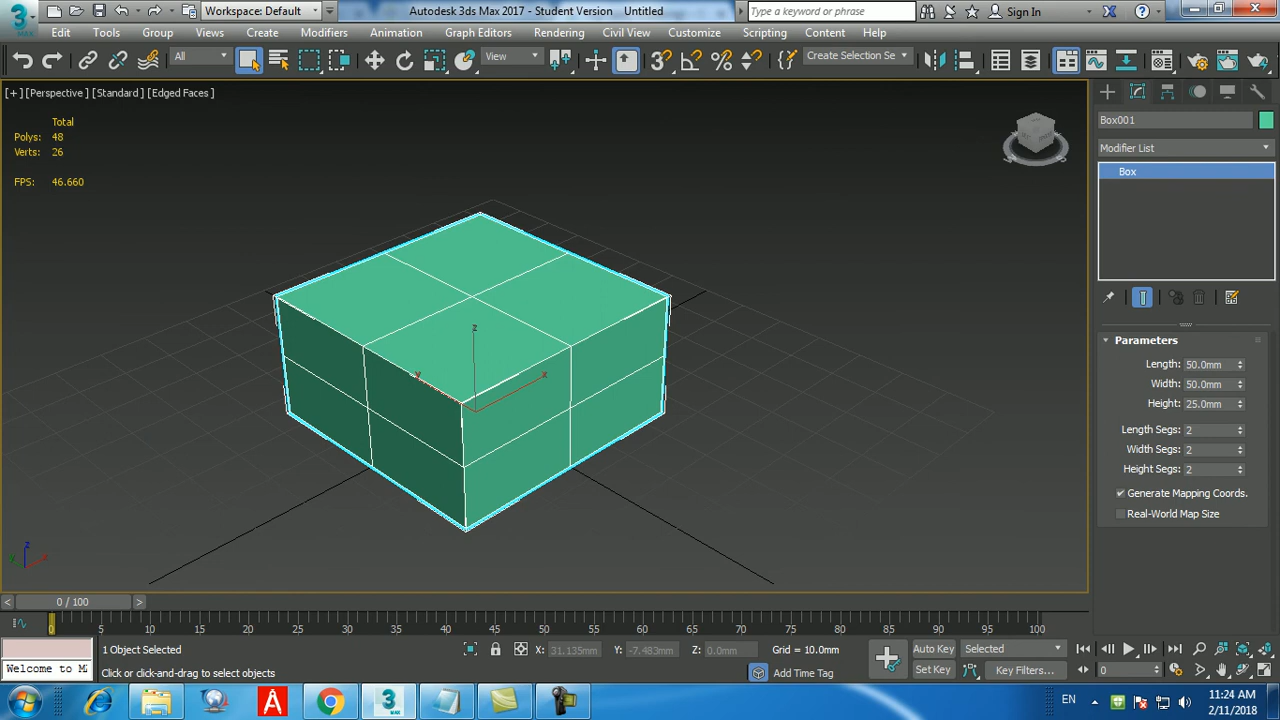 MAX
Workspace: Default
Autodesk 3ds Max 2017 - Student Version    Untitled
Type a keyword or phrase
Sign In
Edit Tools Group Views Create Modifiers Animation Graph Editors Rendering Civil View Customize Scripting Content Help
All
View
Create Selection Se
[+] [Perspective] [Standard] [Edged Faces]
Total
Polys: 48
Verts: 26
FPS: 46.660
Box001
Modifier List
Box
Parameters
Length: 50.0mm
Width: 50.0mm
Height: 25.0mm
Length Segs: 2
Width Segs: 2
Height Segs: 2
Generate Mapping Coords.
Real-World Map Size
z
y x
z
y x
< 0 / 100 >
0 5 10 15 20 25 30 35 40 45 50 55 60 65 70 75 80 85 90 95 100
1 Object Selected
X: 31.135mm Y: -7.483mm Z: 0.0mm Grid = 10.0mm
Auto Key Selected
Welcome to M
Click or click-and-drag to select objects
Add Time Tag
Set Key Key Filters...
0
EN
11:24 AM
2/11/2018